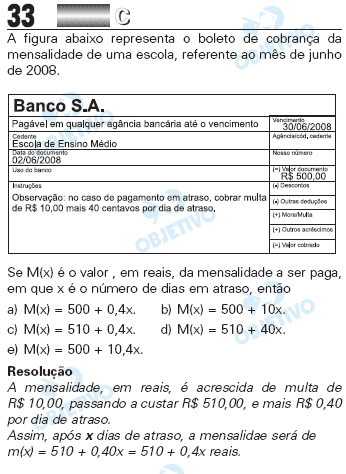 33 C
A figura abaixo representa o boleto de cobrança da
mensalidade de uma escola, referente ao mês de junho
de 2008.
Banco S.A.
Pagável em qualquer agência bancária até o vencimento
Vencimento
30/06/2008
Cedente
Escola de Ensino Médio
Agência/cód. cedente
Data do documento
02/06/2008
Nosso número
Uso do banco
(=) Valor documento
R$ 500,00
Instruções
Observação: no caso de pagamento em atraso, cobrar multa
de R$ 10,00 mais 40 centavos por dia de atraso.
(-) Descontos
(-) Outras deduções
(+) Mora/Multa
(+) Outros acréscimos
(=) Valor cobrado
Se M(x) é o valor , em reais, da mensalidade a ser paga,
em que x é o número de dias em atraso, então
a) M(x) = 500 + 0,4x. b) M(x) = 500 + 10x.
c) M(x) = 510 + 0,4x. d) M(x) = 510 + 40x.
e) M(x) = 500 + 10,4x.
Resolução
A mensalidade, em reais, é acrescida de multa de
R$ 10,00, passando a custar R$ 510,00, e mais R$ 0,40
por dia de atraso.
Assim, após x dias de atraso, a mensalidae será de
m(x) = 510 + 0,40x = 510 + 0,4x reais.
OBJETIVO
OBJETIVO
OBJETIVO
OBJETIVO
OBJETIVO
OBJETIVO